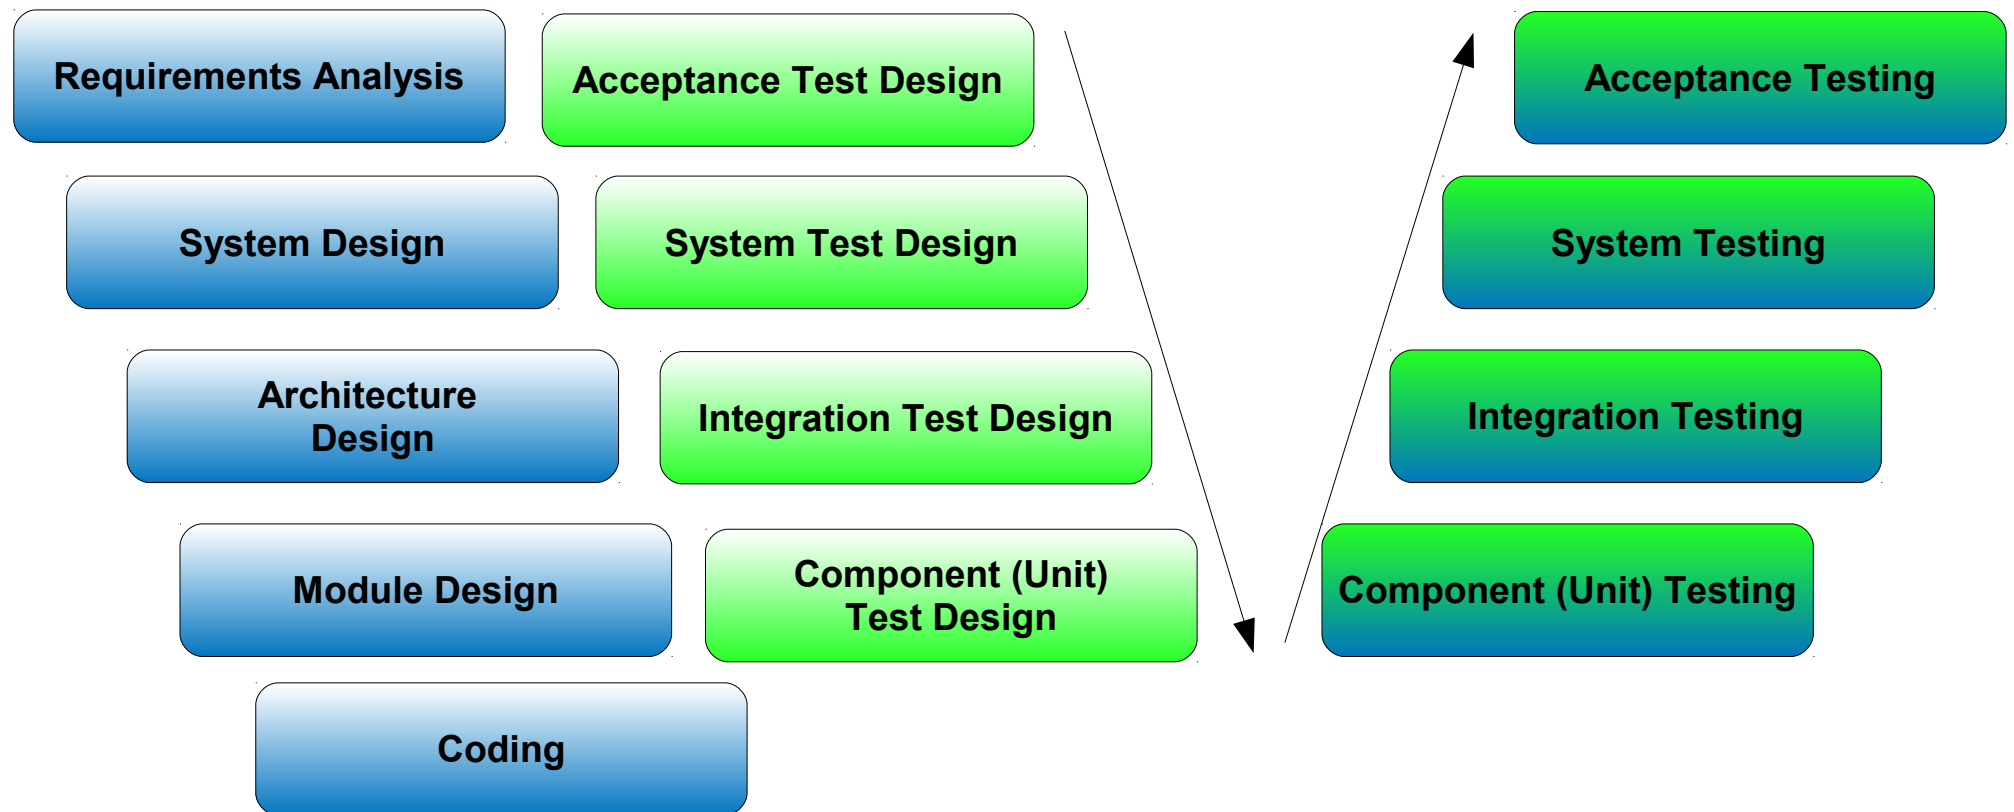 Requirements Analysis
Acceptance Test Design
Acceptance Testing
System Design
System Test Design
System Testing
Architecture
Design
Integration Test Design
Integration Testing
Module Design
Component (Unit)
Test Design
Component (Unit) Testing
Coding